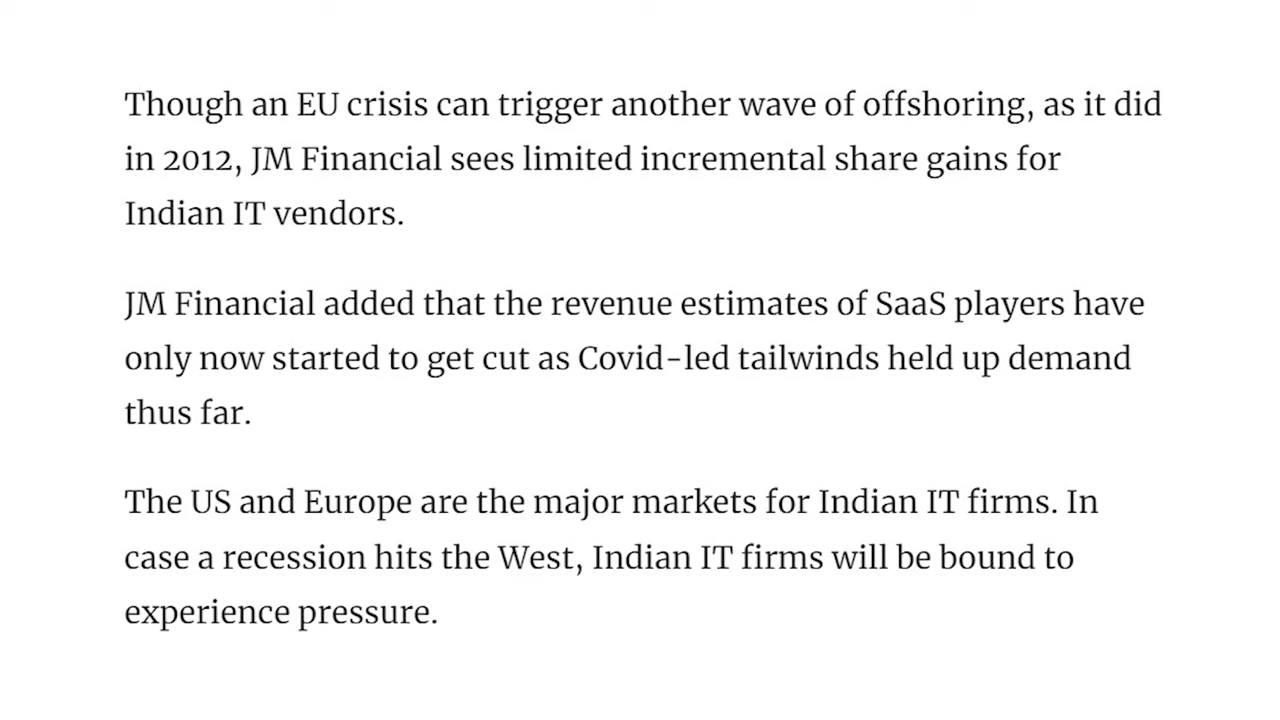 Though an EU crisis can trigger another wave of offshoring, as it did
in 2012, JM Financial sees limited incremental share gains for
Indian IT vendors.
JM Financial added that the revenue estimates of SaaS players have
only now started to get cut as Covid-led tailwinds held up demand
thus far.
The US and Europe are the major markets for Indian IT firms. In
case a recession hits the West, Indian IT firms will be bound to
experience pressure.